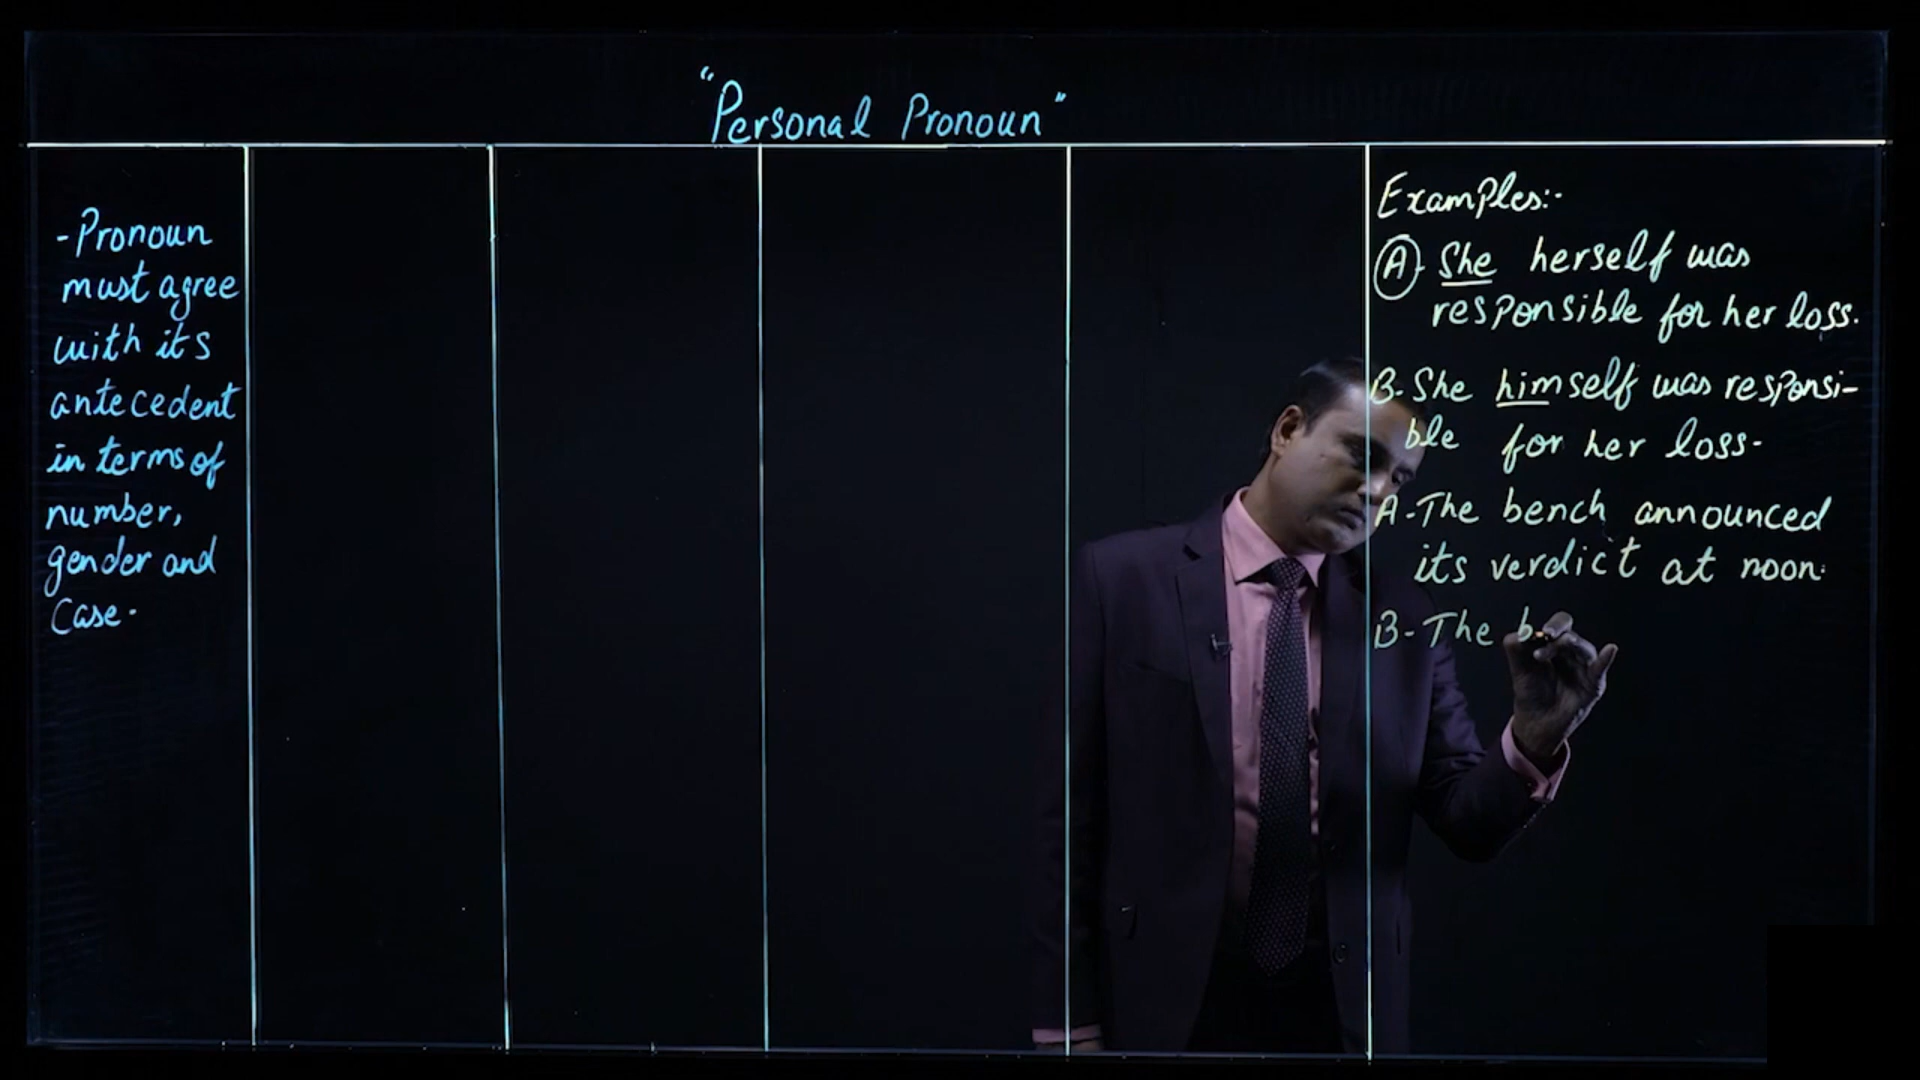 "Personal Pronoun"
-Pronoun
must agree
with its
antecedent
in terms of
number,
gender and
Case.
Examples:-
A- She herself was
responsible for her loss.
B- She himself was responsi-
ble for her loss-
A-The bench announced
its verdict at noon.
B-The b